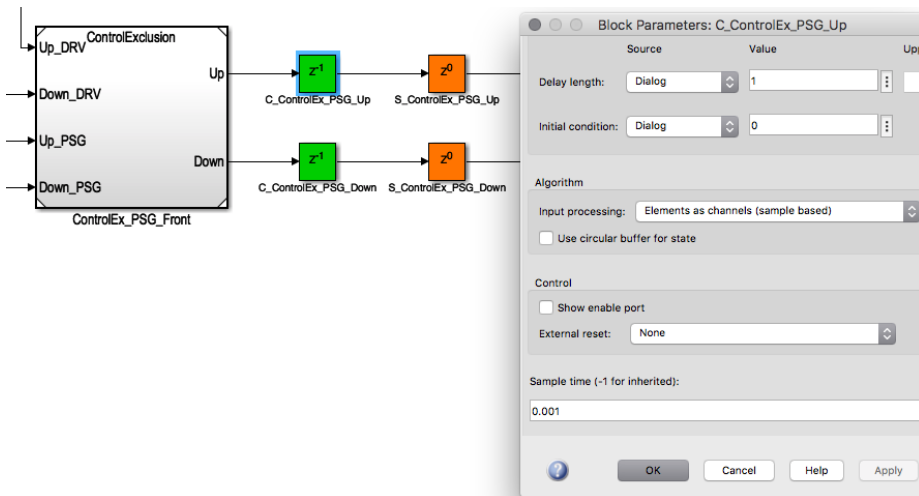 ControlExclusion
Up_DRV
Down_DRV
Up_PSG
Down_PSG
Up
Down
ControlEx_PSG_Front
z-1
C_ControlEx_PSG_Up
z0
S_ControlEx_PSG_Up
z-1
C_ControlEx_PSG_Down
z0
S_ControlEx_PSG_Down
Block Parameters: C_ControlEx_PSG_Up
Source Value Upp
Delay length: Dialog 1
Initial condition: Dialog 0
Algorithm
Input processing: Elements as channels (sample based)
Use circular buffer for state
Control
Show enable port
External reset: None
Sample time (-1 for inherited):
0.001
? OK Cancel Help Apply